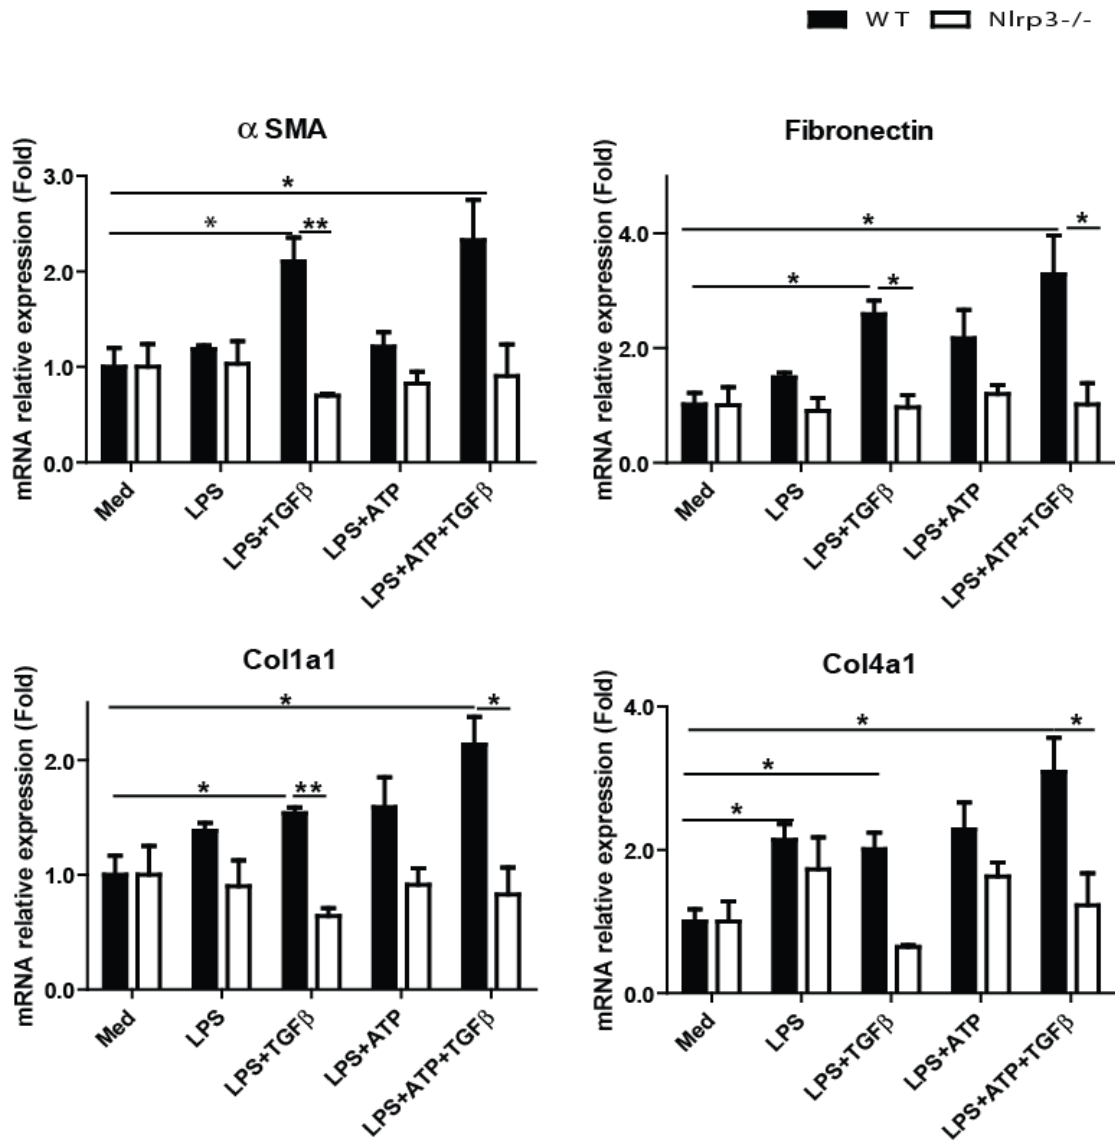 WT Nlrp3-/-
α SMA
mRNA relative expression (Fold)
3.0
2.0
1.0
0.0
*
*
**
Med
LPS
LPS+TGFβ
LPS+ATP
LPS+ATP+TGFβ
Fibronectin
mRNA relative expression (Fold)
4.0
2.0
0.0
*
*
*
*
Med
LPS
LPS+TGFβ
LPS+ATP
LPS+ATP+TGFβ
Col1a1
mRNA relative expression (Fold)
2.0
1.0
0.0
*
*
*
**
Med
LPS
LPS+TGFβ
LPS+ATP
LPS+ATP+TGFβ
Col4a1
mRNA relative expression (Fold)
4.0
2.0
0.0
*
*
*
*
Med
LPS
LPS+TGFβ
LPS+ATP
LPS+ATP+TGFβ